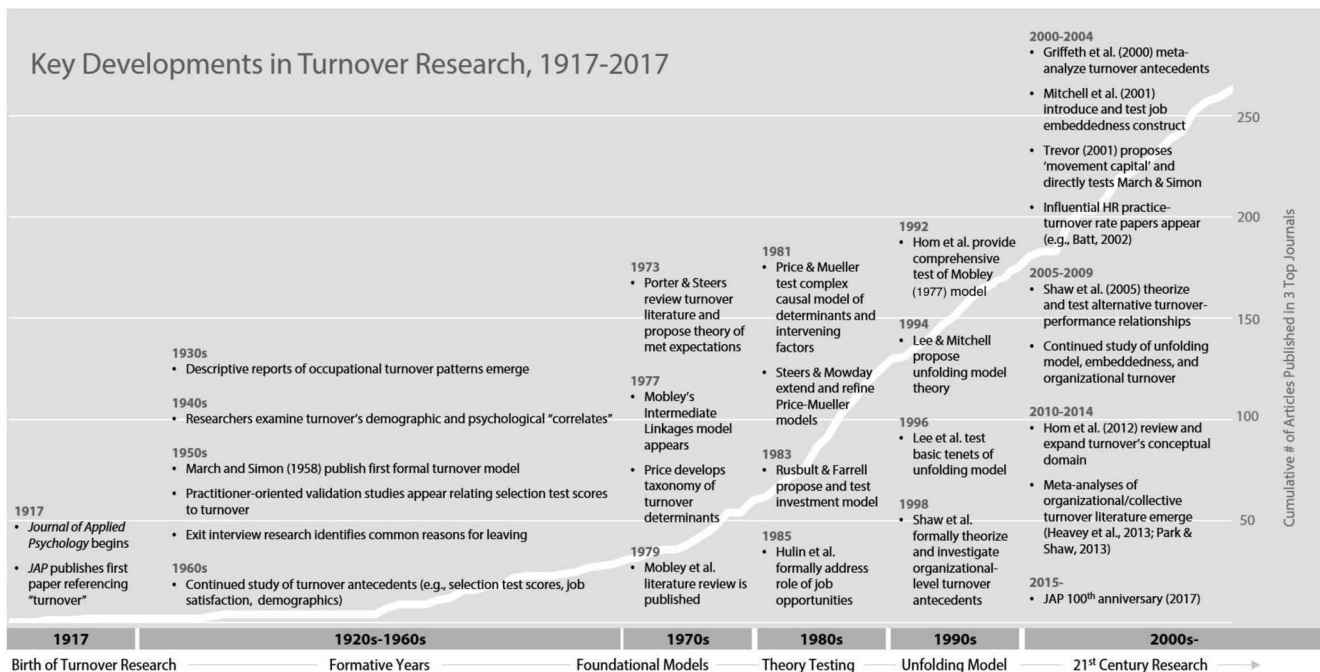 Key Developments in Turnover Research, 1917-2017
1917
• Journal of Applied
Psychology begins
• JAP publishes first
paper referencing
"turnover"
1930s
• Descriptive reports of occupational turnover patterns emerge
1940s
• Researchers examine turnover's demographic and psychological "correlates"
1950s
• March and Simon (1958) publish first formal turnover model
• Practitioner-oriented validation studies appear relating selection test scores
to turnover
• Exit interview research identifies common reasons for leaving
1960s
• Continued study of turnover antecedents (e.g., selection test scores, job
satisfaction, demographics)
1973
• Porter & Steers
review turnover
literature and
propose theory of
met expectations
1977
• Mobley's
Intermediate
Linkages model
appears
• Price develops
taxonomy of
turnover
determinants
1979
• Mobley et al.
literature review is
published
1981
• Price & Mueller
test complex
causal model of
determinants and
intervening
factors
• Steers & Mowday
extend and refine
Price-Mueller
models
1983
• Rusbult & Farrell
propose and test
investment model
1985
• Hulin et al.
formally address
role of job
opportunities
1992
• Hom et al. provide
comprehensive
test of Mobley
(1977) model
1994
• Lee & Mitchell
propose
unfolding model
theory
1996
• Lee et al. test
basic tenets of
unfolding model
1998
• Shaw et al.
formally theorize
and investigate
organizational-
level turnover
antecedents
2000-2004
• Griffeth et al. (2000) meta-
analyze turnover antecedents
• Mitchell et al. (2001)
introduce and test job
embeddedness construct
• Trevor (2001) proposes
'movement capital' and
directly tests March & Simon
• Influential HR practice-
turnover rate papers appear
(e.g., Batt, 2002)
2005-2009
• Shaw et al. (2005) theorize
and test alternative turnover-
performance relationships
• Continued study of unfolding
model, embeddedness, and
organizational turnover
2010-2014
• Hom et al. (2012) review and
expand turnover's conceptual
domain
• Meta-analyses of
organizational/collective
turnover literature emerge
(Heavey et al., 2013; Park &
Shaw, 2013)
2015-
• JAP 100th anniversary (2017)
250
200
150
100
50
Cumulative # of Articles Published in 3 Top Journals
1917
1920s-1960s
1970s
1980s
1990s
2000s-
Birth of Turnover Research
Formative Years
Foundational Models
Theory Testing
Unfolding Model
21st Century Research